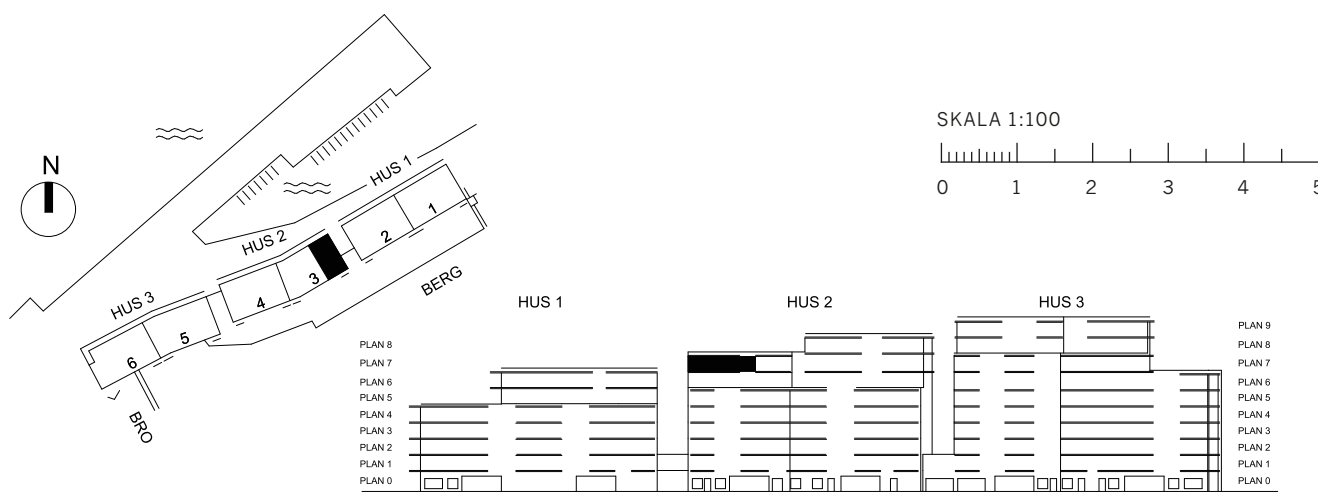 N
HUS 1
HUS 2
HUS 3
1
2
3
4
5
6
BERG
BRO
SKALA 1:100
0 1 2 3 4 5
HUS 1 HUS 2 HUS 3
PLAN 8
PLAN 7
PLAN 6
PLAN 5
PLAN 4
PLAN 3
PLAN 2
PLAN 1
PLAN 0
PLAN 9
PLAN 8
PLAN 7
PLAN 6
PLAN 5
PLAN 4
PLAN 3
PLAN 2
PLAN 1
PLAN 0